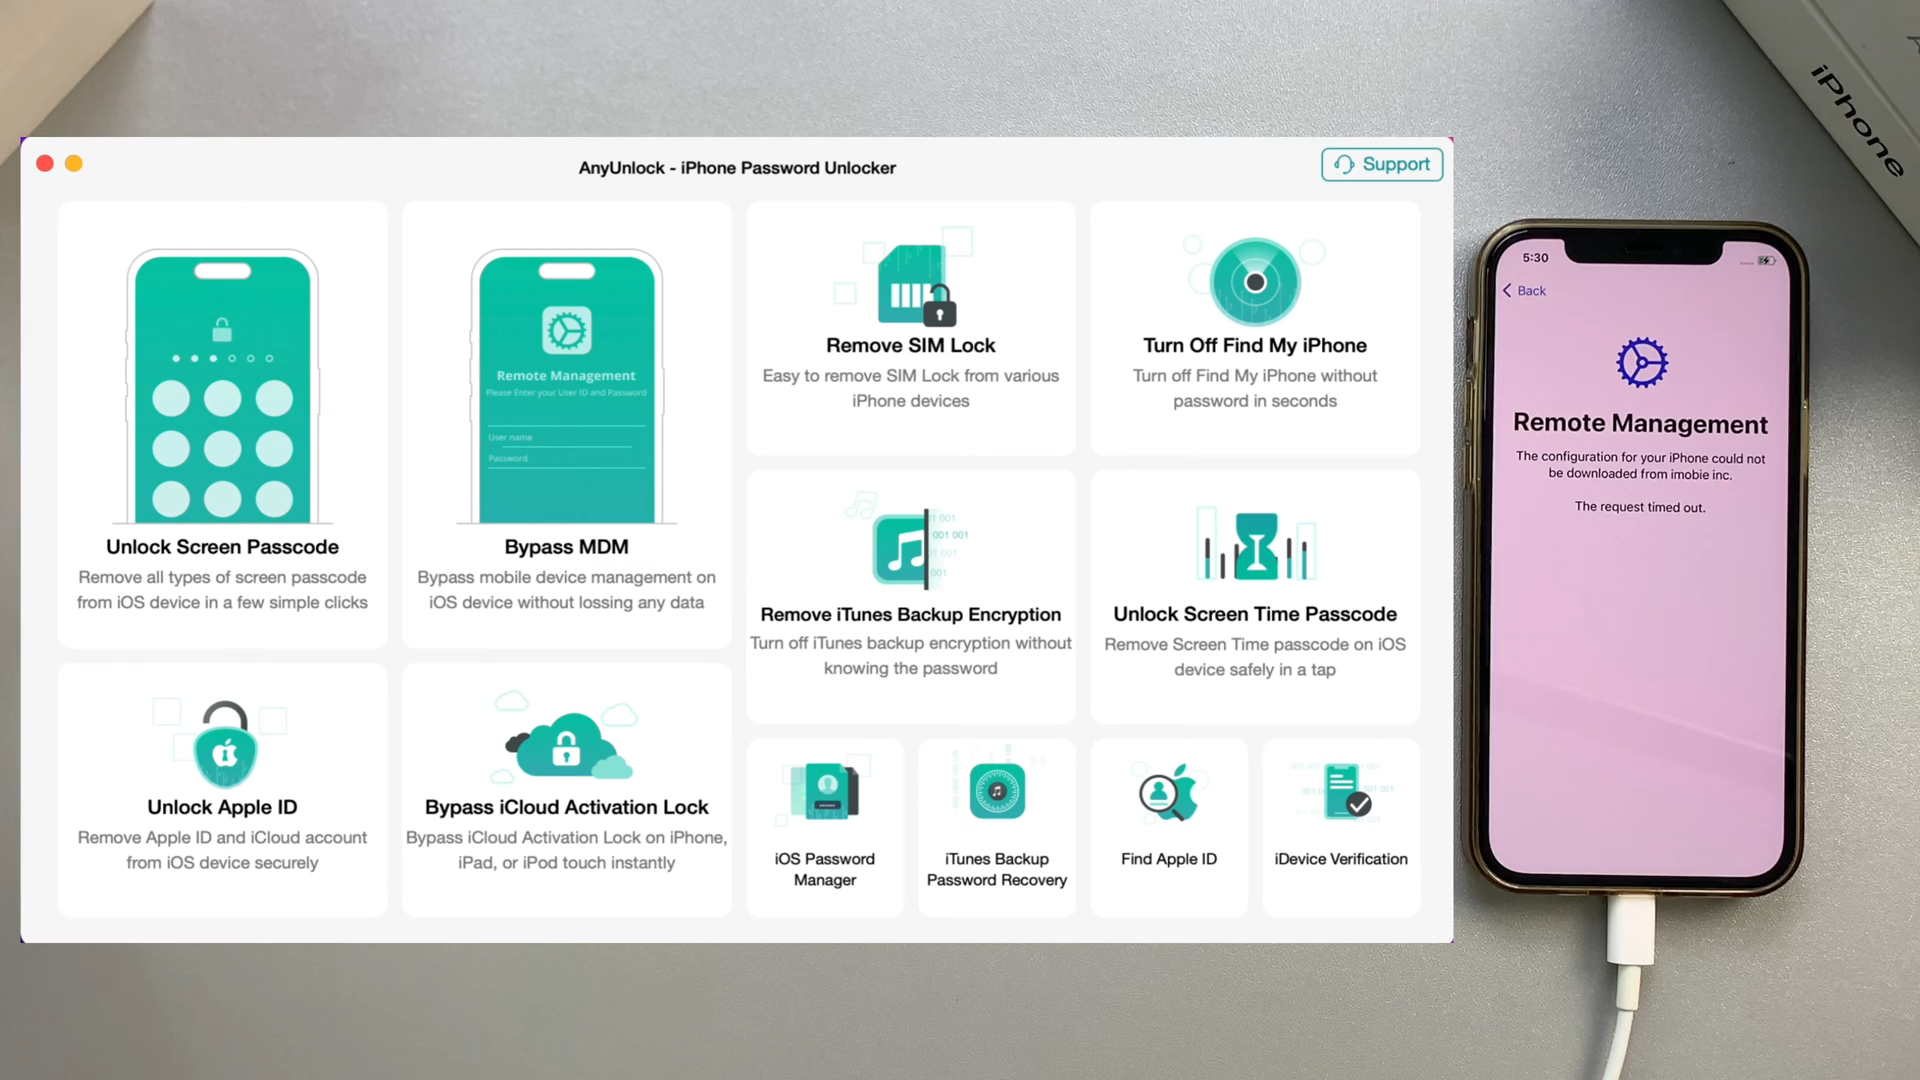 AnyUnlock - iPhone Password Unlocker
Support
Remote Management
Please Enter your User ID and Password
User name
Password
Unlock Screen Passcode
Remove all types of screen passcode
from iOS device in a few simple clicks
Bypass MDM
Bypass mobile device management on
iOS device without lossing any data
Remove SIM Lock
Easy to remove SIM Lock from various
iPhone devices
Turn Off Find My iPhone
Turn off Find My iPhone without
password in seconds
001 001
Remove iTunes Backup Encryption
Turn off iTunes backup encryption without
knowing the password
Unlock Screen Time Passcode
Remove Screen Time passcode on iOS
device safely in a tap
Unlock Apple ID
Remove Apple ID and iCloud account
from iOS device securely
Bypass iCloud Activation Lock
Bypass iCloud Activation Lock on iPhone,
iPad, or iPod touch instantly
iOS Password
Manager
iTunes Backup
Password Recovery
Find Apple ID
iDevice Verification
iPhone
5:30
Back
Remote Management
The configuration for your iPhone could not
be downloaded from imobie inc.
The request timed out.